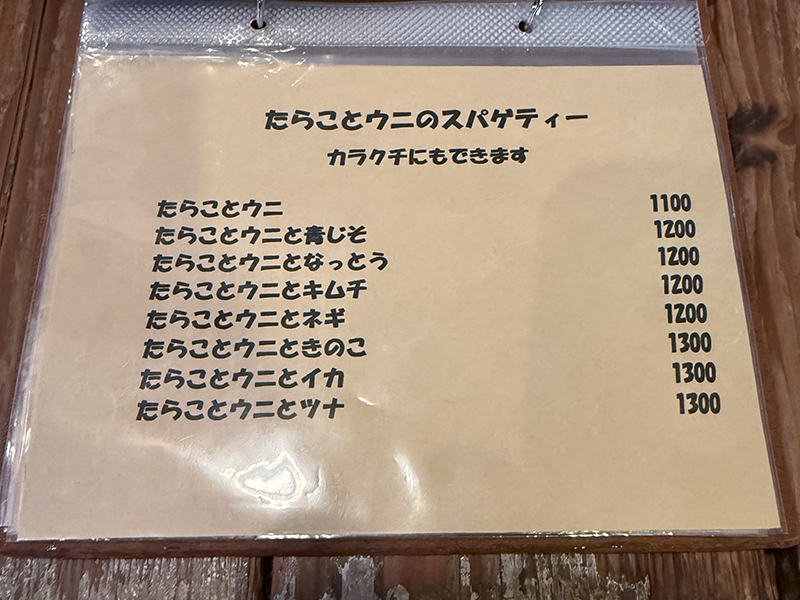 たらことウニのスパゲティー
カラクチにもできます
たらことウニ 1100
たらことウニと青じそ 1200
たらことウニとなっとう 1200
たらことウニとキムチ 1200
たらことウニとネギ 1200
たらことウニときのこ 1300
たらことウニとイカ 1300
たらことウニとツナ 1300